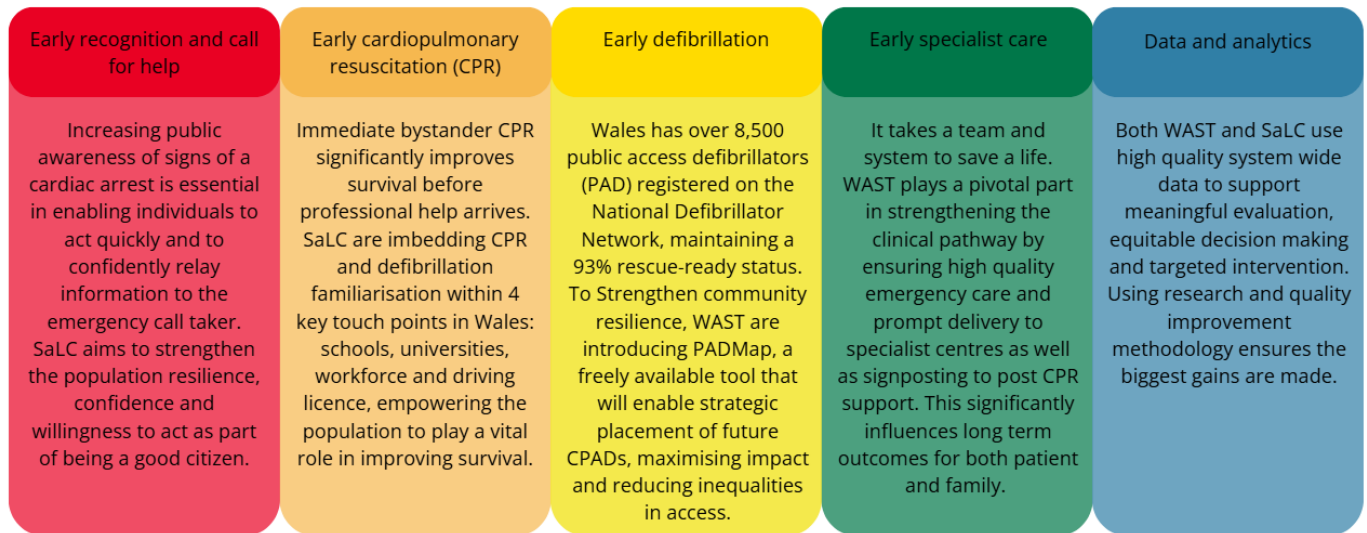 Early recognition and call
for help
Increasing public
awareness of signs of a
cardiac arrest is essential
in enabling individuals to
act quickly and to
confidently relay
information to the
emergency call taker.
SaLC aims to strengthen
the population resilience,
confidence and
willingness to act as part
of being a good citizen.
Early cardiopulmonary
resuscitation (CPR)
Immediate bystander CPR
significantly improves
survival before
professional help arrives.
SaLC are imbedding CPR
and defibrillation
familiarisation within 4
key touch points in Wales:
schools, universities,
workforce and driving
licence, empowering the
population to play a vital
role in improving survival.
Early defibrillation
Wales has over 8,500
public access defibrillators
(PAD) registered on the
National Defibrillator
Network, maintaining a
93% rescue-ready status.
To Strengthen community
resilience, WAST are
introducing PADMap, a
freely available tool that
will enable strategic
placement of future
CPADs, maximising impact
and reducing inequalities
in access.
Early specialist care
It takes a team and
system to save a life.
WAST plays a pivotal part
in strengthening the
clinical pathway by
ensuring high quality
emergency care and
prompt delivery to
specialist centres as well
as signposting to post CPR
support. This significantly
influences long term
outcomes for both patient
and family.
Data and analytics
Both WAST and SaLC use
high quality system wide
data to support
meaningful evaluation,
equitable decision making
and targeted intervention.
Using research and quality
improvement
methodology ensures the
biggest gains are made.